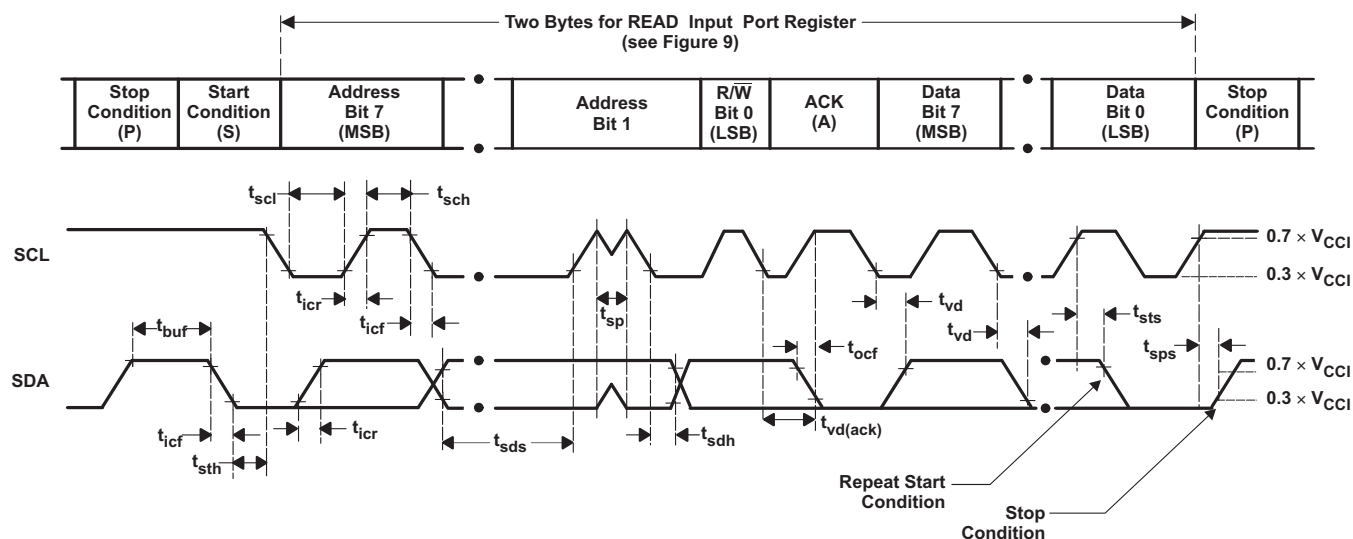 Two Bytes for READ Input Port Register
(see Figure 9)
Stop
Condition
(P)
Start
Condition
(S)
Address
Bit 7
(MSB)
Address
Bit 1
R/W̅
Bit 0
(LSB)
ACK
(A)
Data
Bit 7
(MSB)
Data
Bit 0
(LSB)
Stop
Condition
(P)
tscl
tsch
SCL
0.7 × VCCI
0.3 × VCCI
ticr
ticf
tsp
tvd
tvd
tsts
tbuf
tocf
tsps
SDA
0.7 × VCCI
0.3 × VCCI
ticf
ticr
tsth
tsds
tsdh
tvd(ack)
Repeat Start
Condition
Stop
Condition